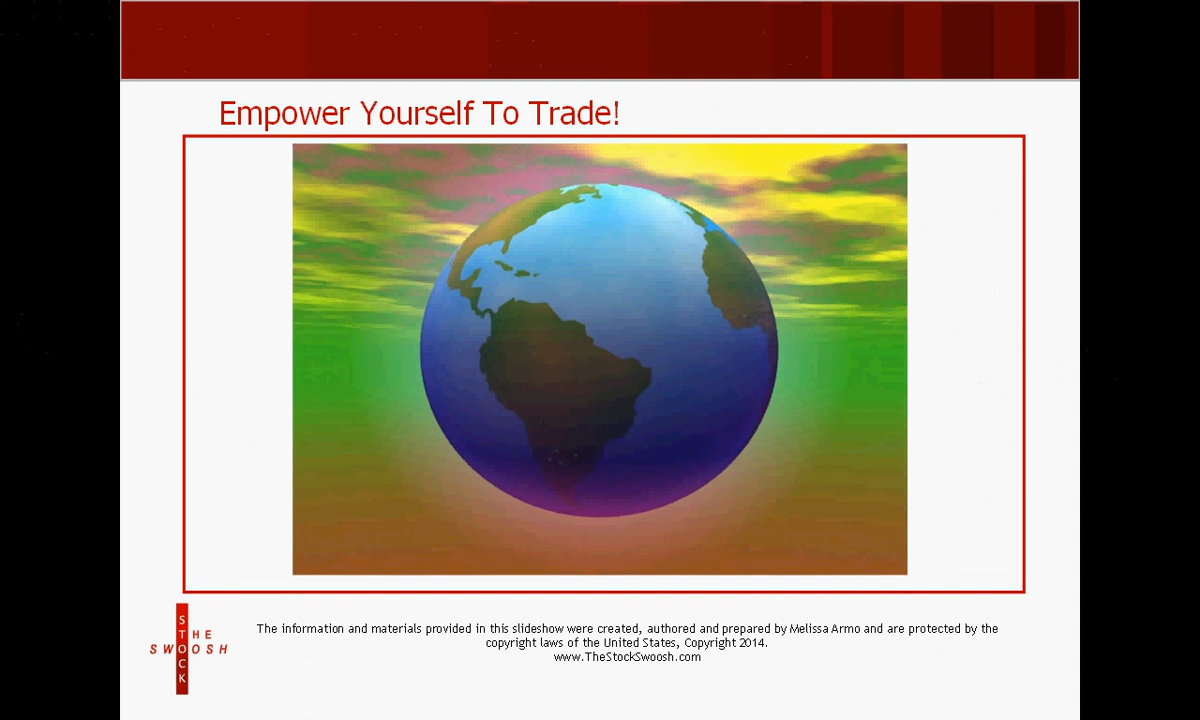 Empower Yourself To Trade!
THE
STOCK
SWOOSH
The information and materials provided in this slideshow were created, authored and prepared by Melissa Armo and are protected by the
copyright laws of the United States, Copyright 2014.
www.TheStockSwoosh.com